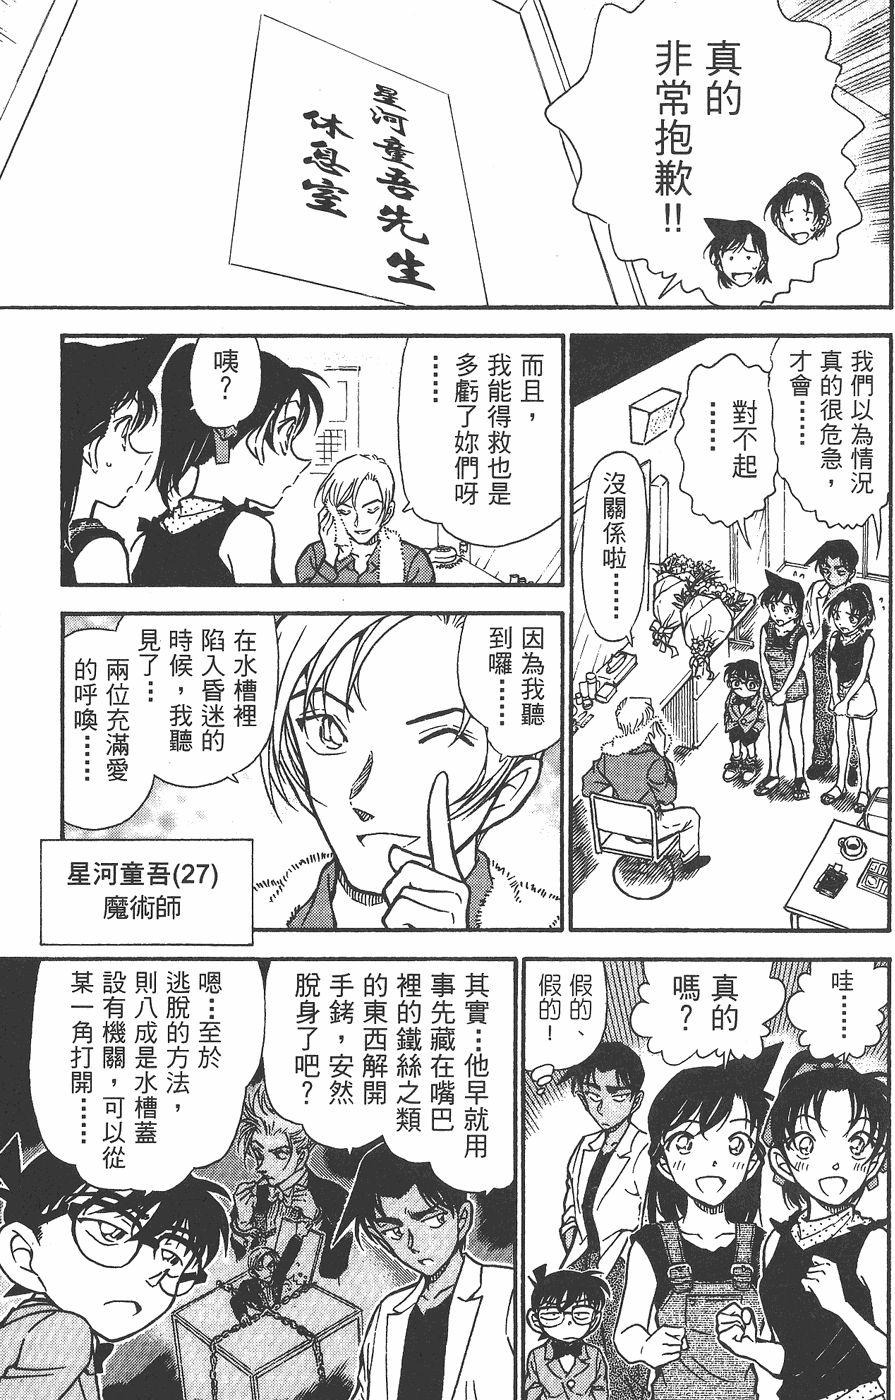 真的
非常抱歉!!
星河童吾先生
休息室
我們以為情況
真的很危急，
才會……
對不起
……
沒關係啦……
而且，
我能得救也是
多虧了妳們呀
……
咦?
因為我聽
到囉……
在水槽裡
陷入昏迷的
時候，我聽
見了…
兩位充滿愛
的呼喚……
星河童吾(27)
魔術師
哇……
真的
嗎?
假的、
假的!
其實…他早就用
事先藏在嘴巴
裡的鐵絲之類
的東西解開
手銬，安然
脫身了吧?
嗯…至於
逃脫的方法，
則八成是水槽蓋
設有機關，可以從
某一角打開……